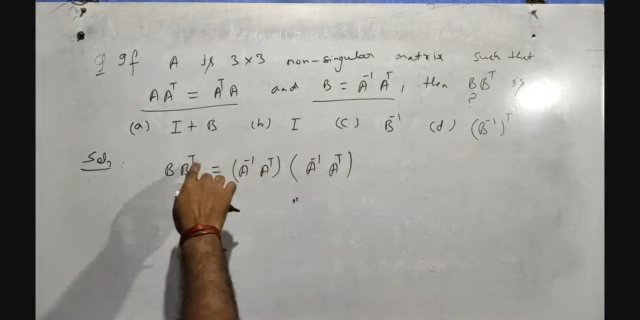 Q If A is 3×3 non-singular matrix such that
AAᵀ = AᵀA and B = A⁻¹Aᵀ, then BBᵀ is ?
(a) I + B (b) I (c) B⁻¹ (d) (B⁻¹)ᵀ
Sol:
BBᵀ = (A⁻¹Aᵀ)(A⁻¹Aᵀ)